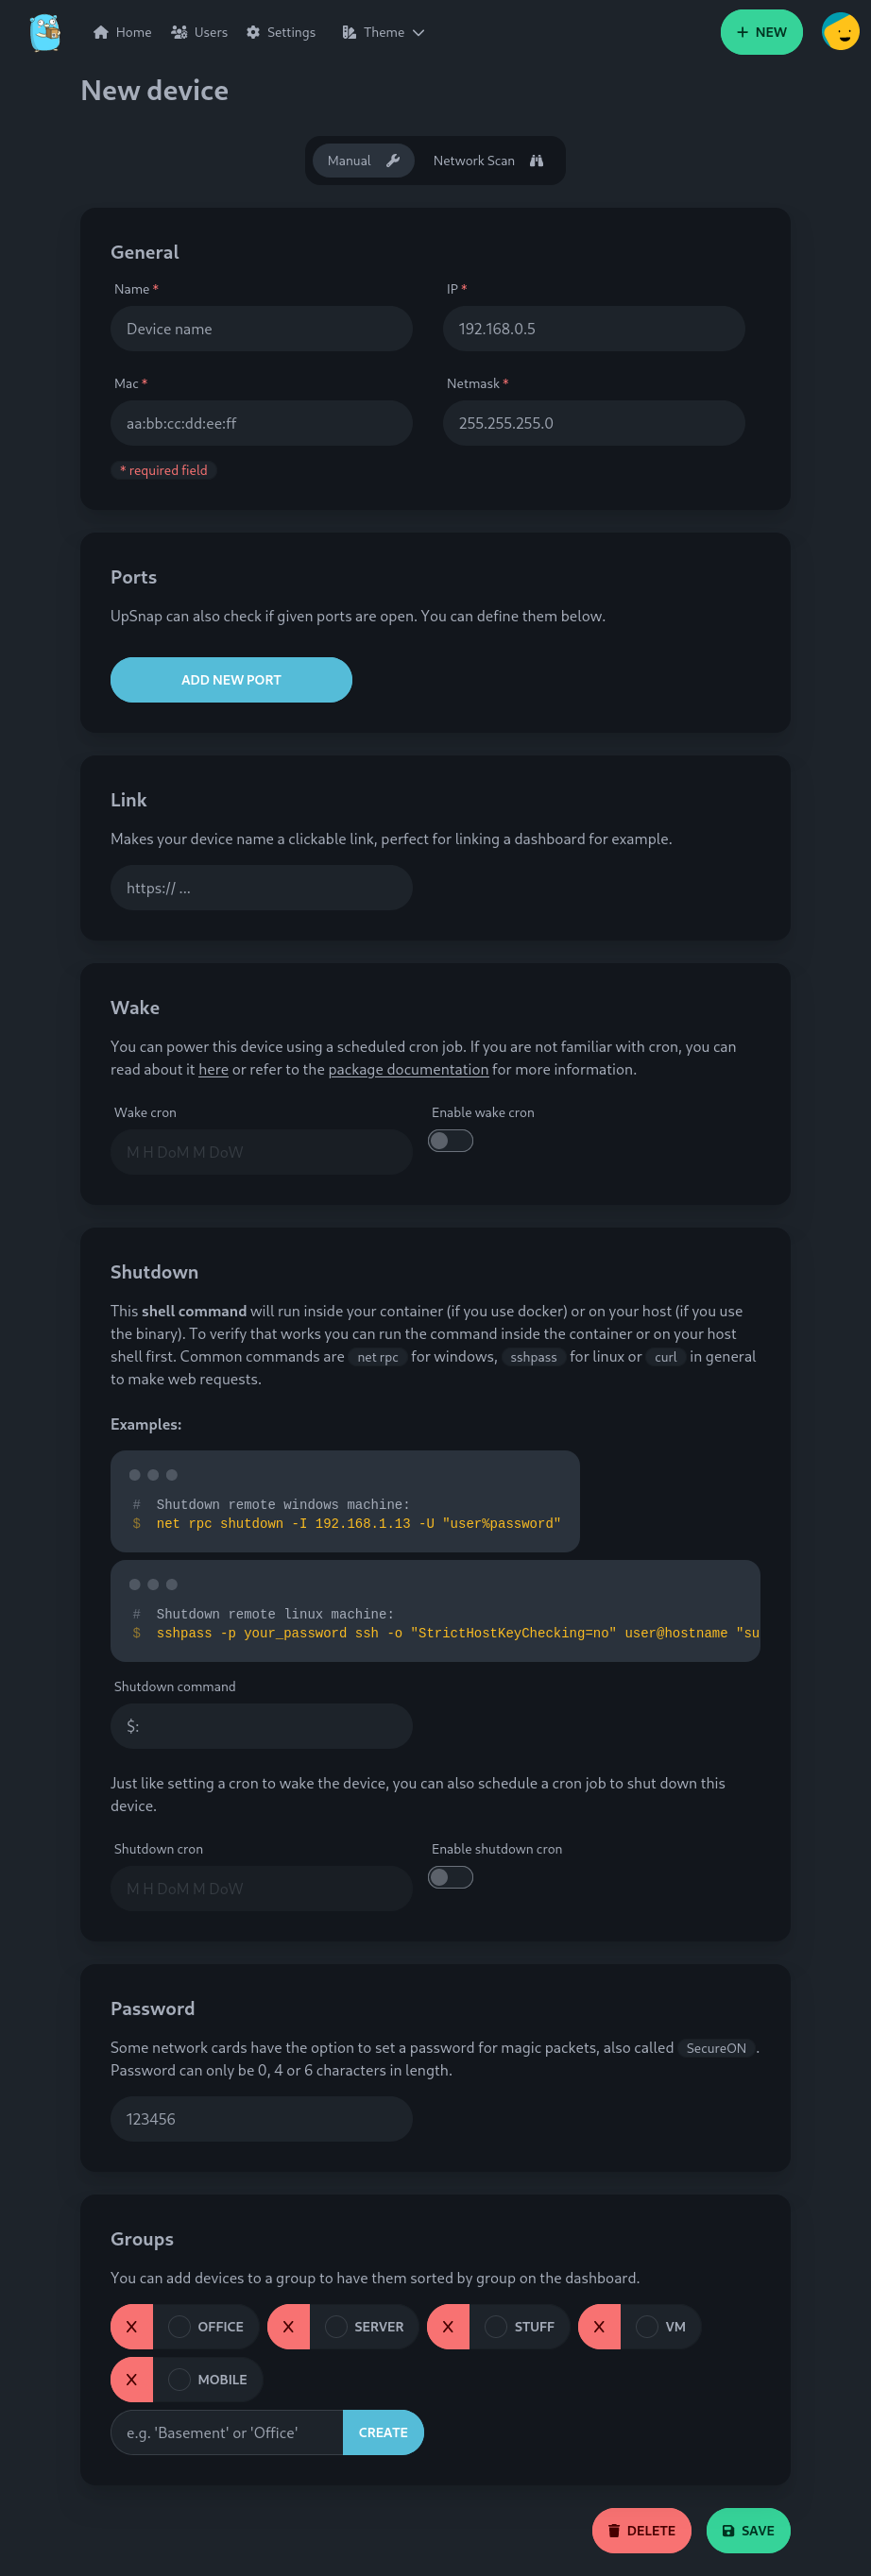 Home Users Settings Theme NEW
New device
Manual Network Scan
General
Name * IP *
Device name 192.168.0.5
Mac * Netmask *
aa:bb:cc:dd:ee:ff 255.255.255.0
* required field
Ports
UpSnap can also check if given ports are open. You can define them below.
ADD NEW PORT
Link
Makes your device name a clickable link, perfect for linking a dashboard for example.
https:// ...
Wake
You can power this device using a scheduled cron job. If you are not familiar with cron, you can
read about it here or refer to the package documentation for more information.
Wake cron Enable wake cron
M H DoM M DoW
Shutdown
This shell command will run inside your container (if you use docker) or on your host (if you use
the binary). To verify that works you can run the command inside the container or on your host
shell first. Common commands are net rpc for windows, sshpass for linux or curl in general
to make web requests.
Examples:
# Shutdown remote windows machine:
$ net rpc shutdown -I 192.168.1.13 -U "user%password"
# Shutdown remote linux machine:
$ sshpass -p your_password ssh -o "StrictHostKeyChecking=no" user@hostname "su
Shutdown command
$:
Just like setting a cron to wake the device, you can also schedule a cron job to shut down this
device.
Shutdown cron Enable shutdown cron
M H DoM M DoW
Password
Some network cards have the option to set a password for magic packets, also called SecureON .
Password can only be 0, 4 or 6 characters in length.
123456
Groups
You can add devices to a group to have them sorted by group on the dashboard.
X OFFICE X SERVER X STUFF X VM
X MOBILE
e.g. 'Basement' or 'Office' CREATE
DELETE SAVE